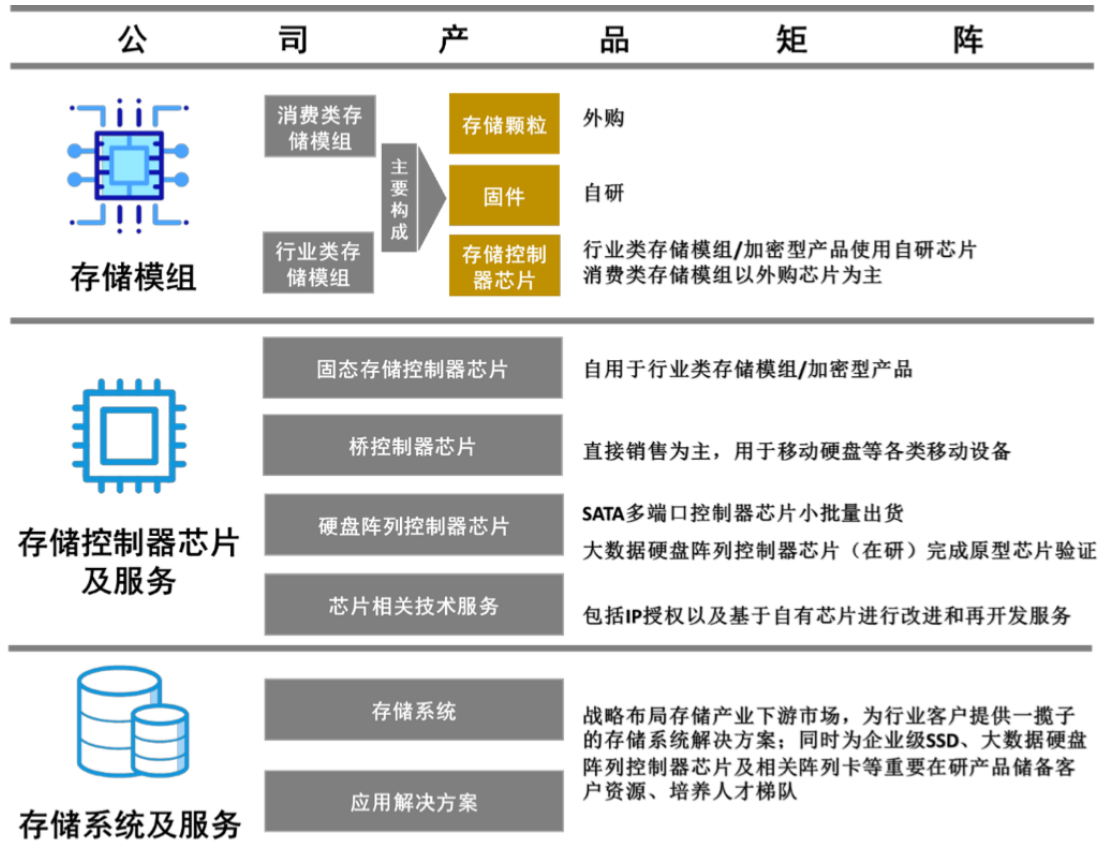 公司产品矩阵
消费类存
储模组
行业类存
储模组
存储模组
主要构成
存储颗粒
外购
固件
自研
存储控制
器芯片
行业类存储模组/加密型产品使用自研芯片
消费类存储模组以外购芯片为主
存储控制器芯片
及服务
固态存储控制器芯片
自用于行业类存储模组/加密型产品
桥控制器芯片
直接销售为主，用于移动硬盘等各类移动设备
硬盘阵列控制器芯片
SATA多端口控制器芯片小批量出货
大数据硬盘阵列控制器芯片（在研）完成原型芯片验证
芯片相关技术服务
包括IP授权以及基于自有芯片进行改进和再开发服务
存储系统及服务
存储系统
应用解决方案
战略布局存储产业下游市场，为行业客户提供一揽子
的存储系统解决方案；同时为企业级SSD、大数据硬盘
阵列控制器芯片及相关阵列卡等重要在研产品储备客
户资源、培养人才梯队